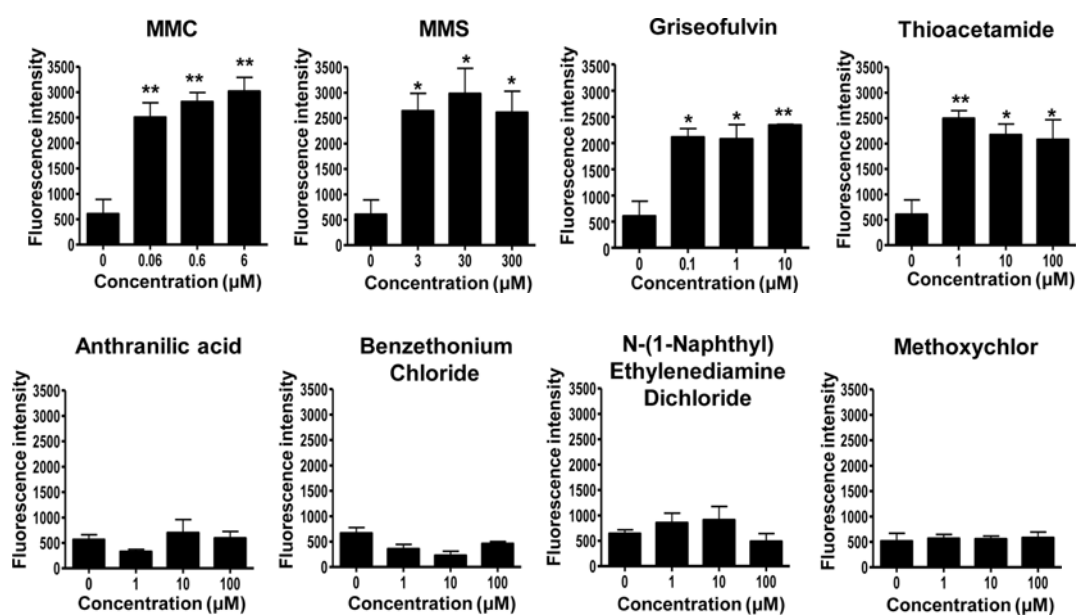 MMC
**
**
**
3500
3000
2500
2000
1500
1000
500
0
Fluorescence intensity
0 0.06 0.6 6
Concentration (µM)
MMS
*
*
*
3500
3000
2500
2000
1500
1000
500
0
Fluorescence intensity
0 3 30 300
Concentration (µM)
Griseofulvin
*
*
**
3500
3000
2500
2000
1500
1000
500
0
Fluorescence intensity
0 0.1 1 10
Concentration (µM)
Thioacetamide
**
*
*
3500
3000
2500
2000
1500
1000
500
0
Fluorescence intensity
0 1 10 100
Concentration (µM)
Anthranilic acid
3500
3000
2500
2000
1500
1000
500
0
Fluorescence intensity
0 1 10 100
Concentration (µM)
Benzethonium
Chloride
3500
3000
2500
2000
1500
1000
500
0
Fluorescence intensity
0 1 10 100
Concentration (µM)
N-(1-Naphthyl)
Ethylenediamine
Dichloride
3500
3000
2500
2000
1500
1000
500
0
Fluorescence intensity
0 1 10 100
Concentration (µM)
Methoxychlor
3500
3000
2500
2000
1500
1000
500
0
Fluorescence intensity
0 1 10 100
Concentration (µM)